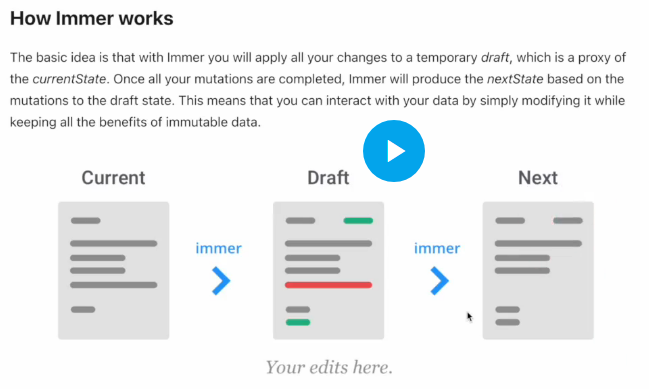 How Immer works
The basic idea is that with Immer you will apply all your changes to a temporary draft, which is a proxy of
the currentState. Once all your mutations are completed, Immer will produce the nextState based on the
mutations to the draft state. This means that you can interact with your data by simply modifying it while
keeping all the benefits of immutable data.
Current
Draft
Next
immer
immer
Your edits here.